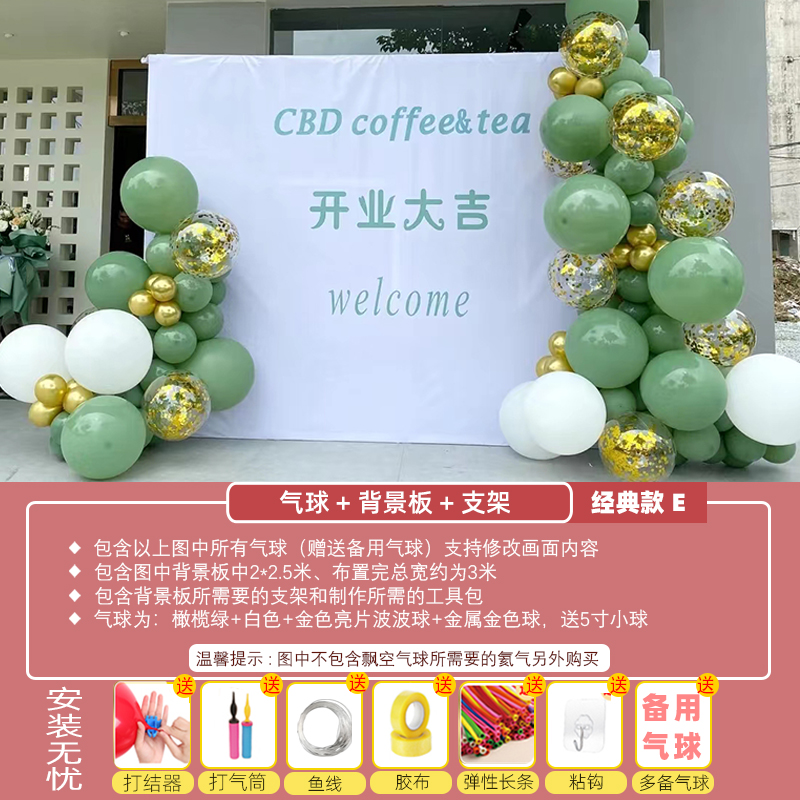 CBD coffee&tea
开业大吉
welcome
气球 + 背景板 + 支架
经典款 E
◆ 包含以上图中所有气球（赠送备用气球）支持修改画面内容
◆ 包含图中背景板中2*2.5米、布置完总宽约为3米
◆ 包含背景板所需要的支架和制作所需的工具包
◆ 气球为：橄榄绿+白色+金色亮片波波球+金属金色球，送5寸小球
温馨提示 : 图中不包含飘空气球所需要的氦气另外购买
安装无忧
送 送 送 送 送 送 送
备用
气球
打结器 打气筒 鱼线 胶布 弹性长条 粘钩 多备气球